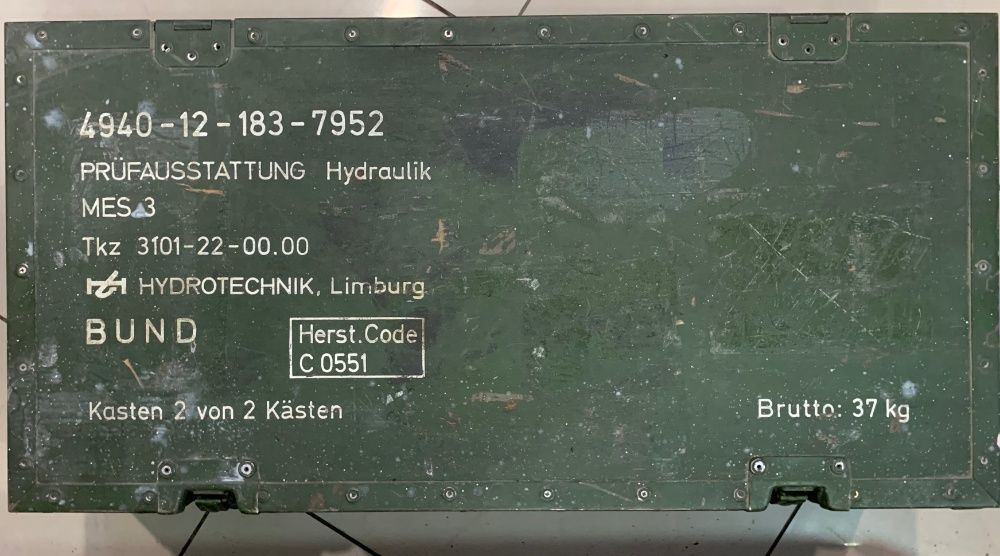 4940-12-183-7952
PRÜFAUSSTATTUNG Hydraulik
MES 3
Tkz 3101-22-00.00
HYDROTECHNIK, Limburg
BUND
Herst.Code
C 0551
Kasten 2 von 2 Kästen
Brutto: 37 kg